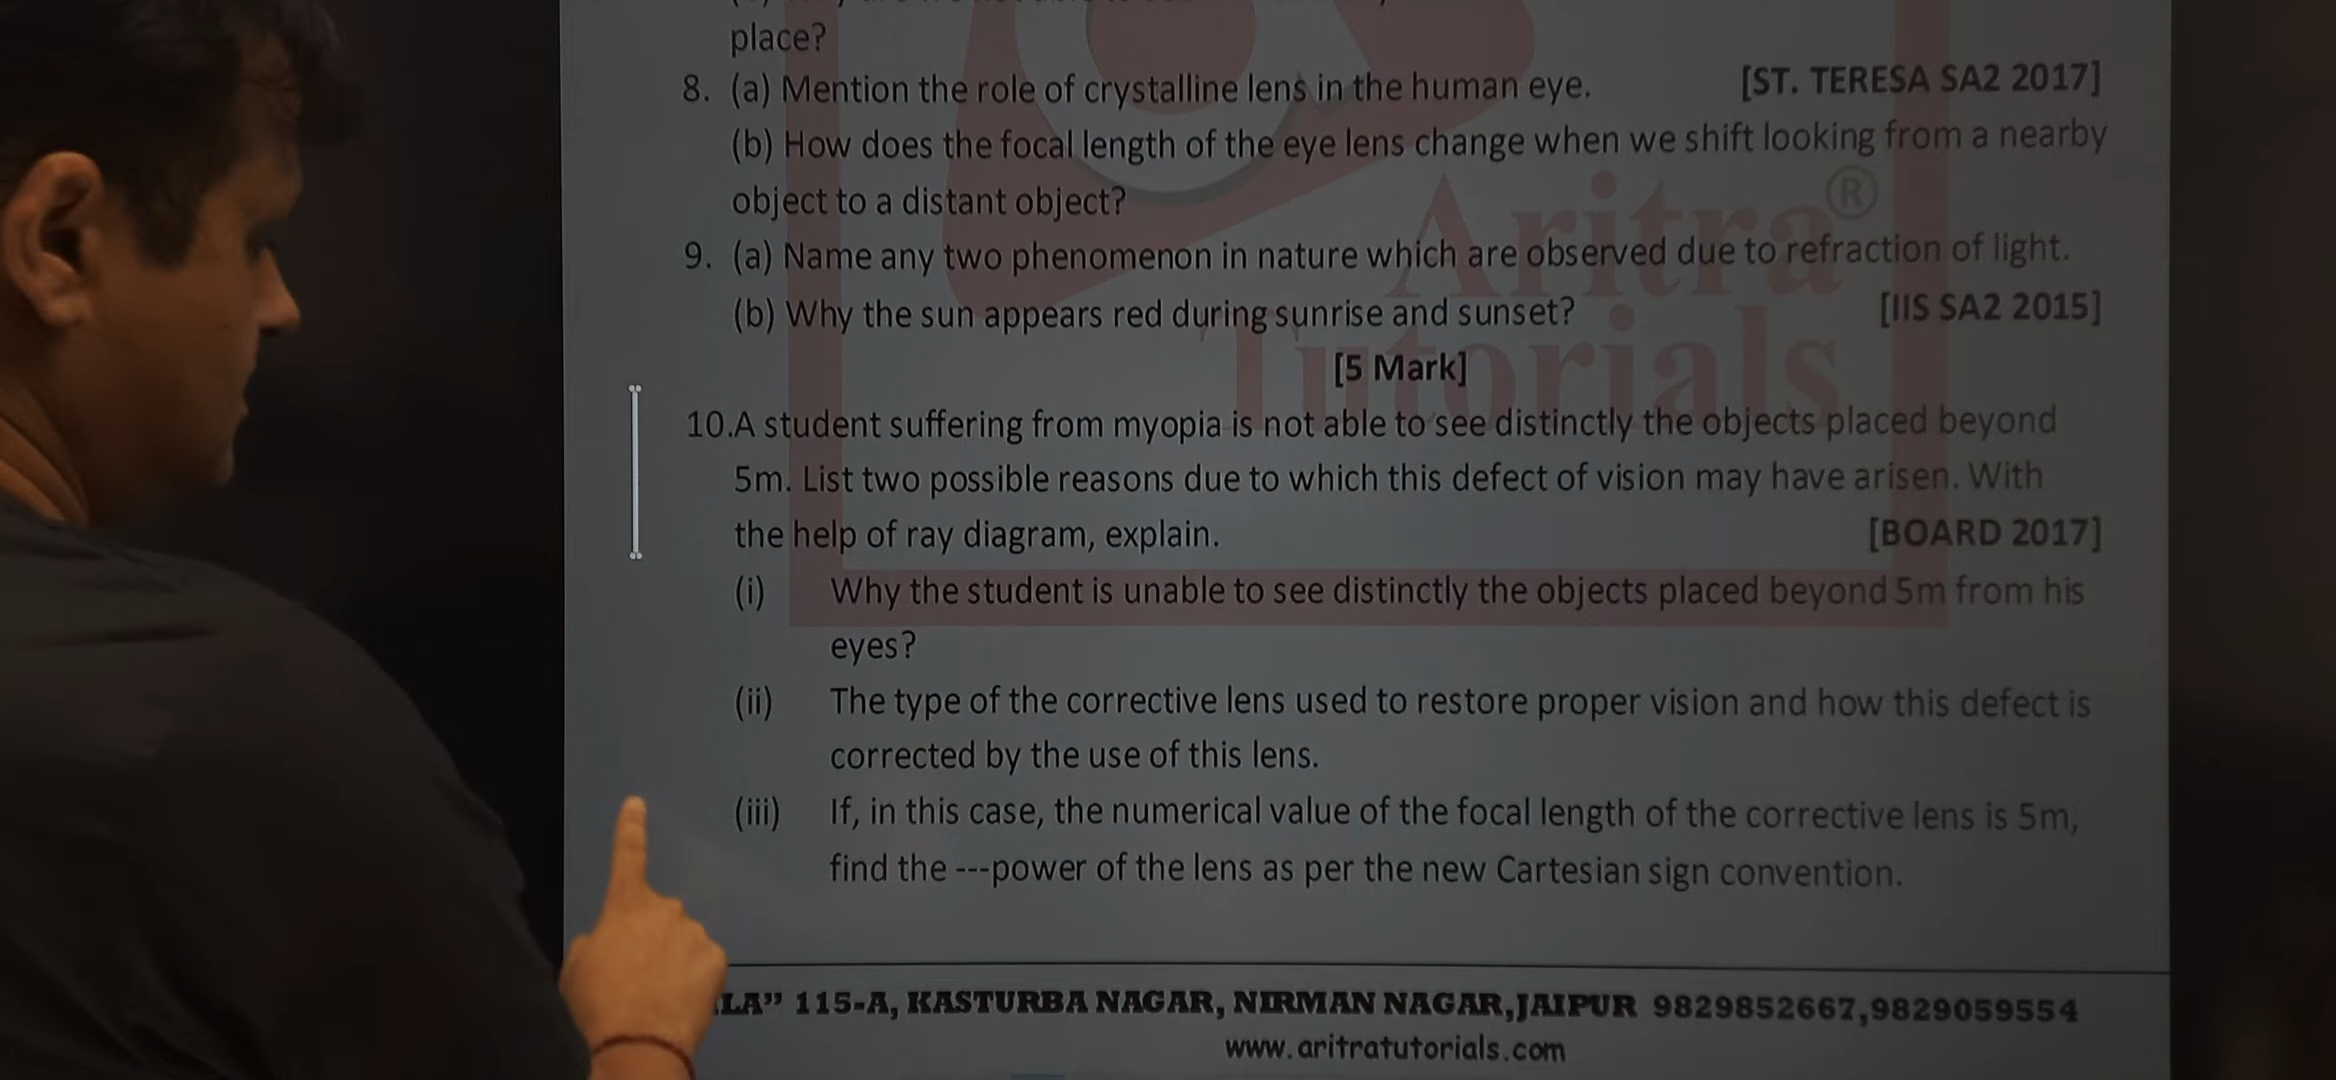 place?
8. (a) Mention the role of crystalline lens in the human eye. [ST. TERESA SA2 2017]
(b) How does the focal length of the eye lens change when we shift looking from a nearby
object to a distant object?
9. (a) Name any two phenomenon in nature which are observed due to refraction of light.
(b) Why the sun appears red during sunrise and sunset? [IIS SA2 2015]
[5 Mark]
10.A student suffering from myopia is not able to see distinctly the objects placed beyond
5m. List two possible reasons due to which this defect of vision may have arisen. With
the help of ray diagram, explain. [BOARD 2017]
(i) Why the student is unable to see distinctly the objects placed beyond 5m from his
eyes?
(ii) The type of the corrective lens used to restore proper vision and how this defect is
corrected by the use of this lens.
(iii) If, in this case, the numerical value of the focal length of the corrective lens is 5m,
find the ---power of the lens as per the new Cartesian sign convention.
Aritra®
Tutorials
LA” 115-A, KASTURBA NAGAR, NIRMAN NAGAR,JAIPUR 9829852667,9829059554
www.aritratutorials.com